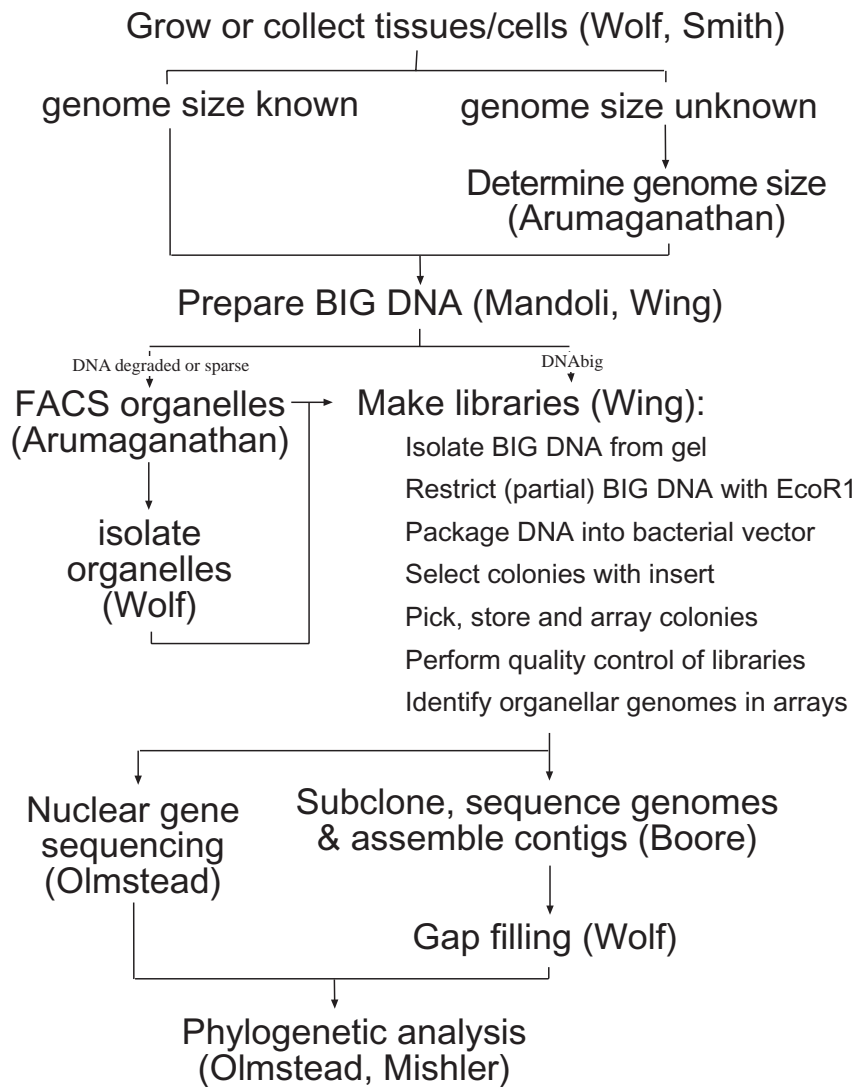 Grow or collect tissues/cells (Wolf, Smith)
genome size known
genome size unknown
Determine genome size
(Arumaganathan)
Prepare BIG DNA (Mandoli, Wing)
DNA degraded or sparse
DNAbig
FACS organelles
(Arumaganathan)
isolate
organelles
(Wolf)
Make libraries (Wing):
Isolate BIG DNA from gel
Restrict (partial) BIG DNA with EcoR1
Package DNA into bacterial vector
Select colonies with insert
Pick, store and array colonies
Perform quality control of libraries
Identify organellar genomes in arrays
Nuclear gene
sequencing
(Olmstead)
Subclone, sequence genomes
& assemble contigs (Boore)
Gap filling (Wolf)
Phylogenetic analysis
(Olmstead, Mishler)